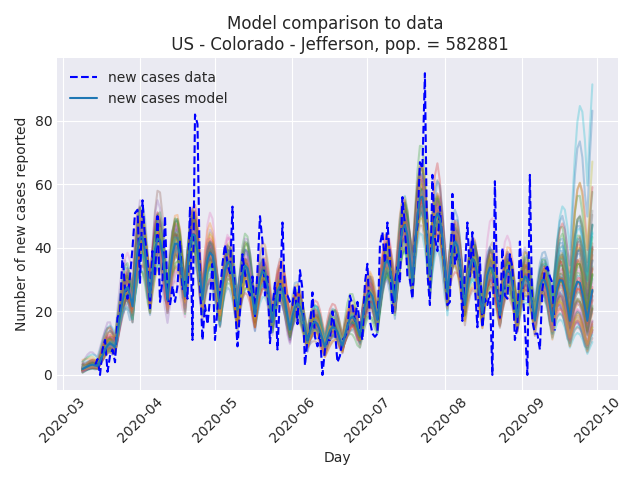 Model comparison to data
US - Colorado - Jefferson, pop. = 582881
new cases data
new cases model
Number of new cases reported
80
60
40
20
0
2020-03
2020-04
2020-05
2020-06
2020-07
2020-08
2020-09
2020-10
Day